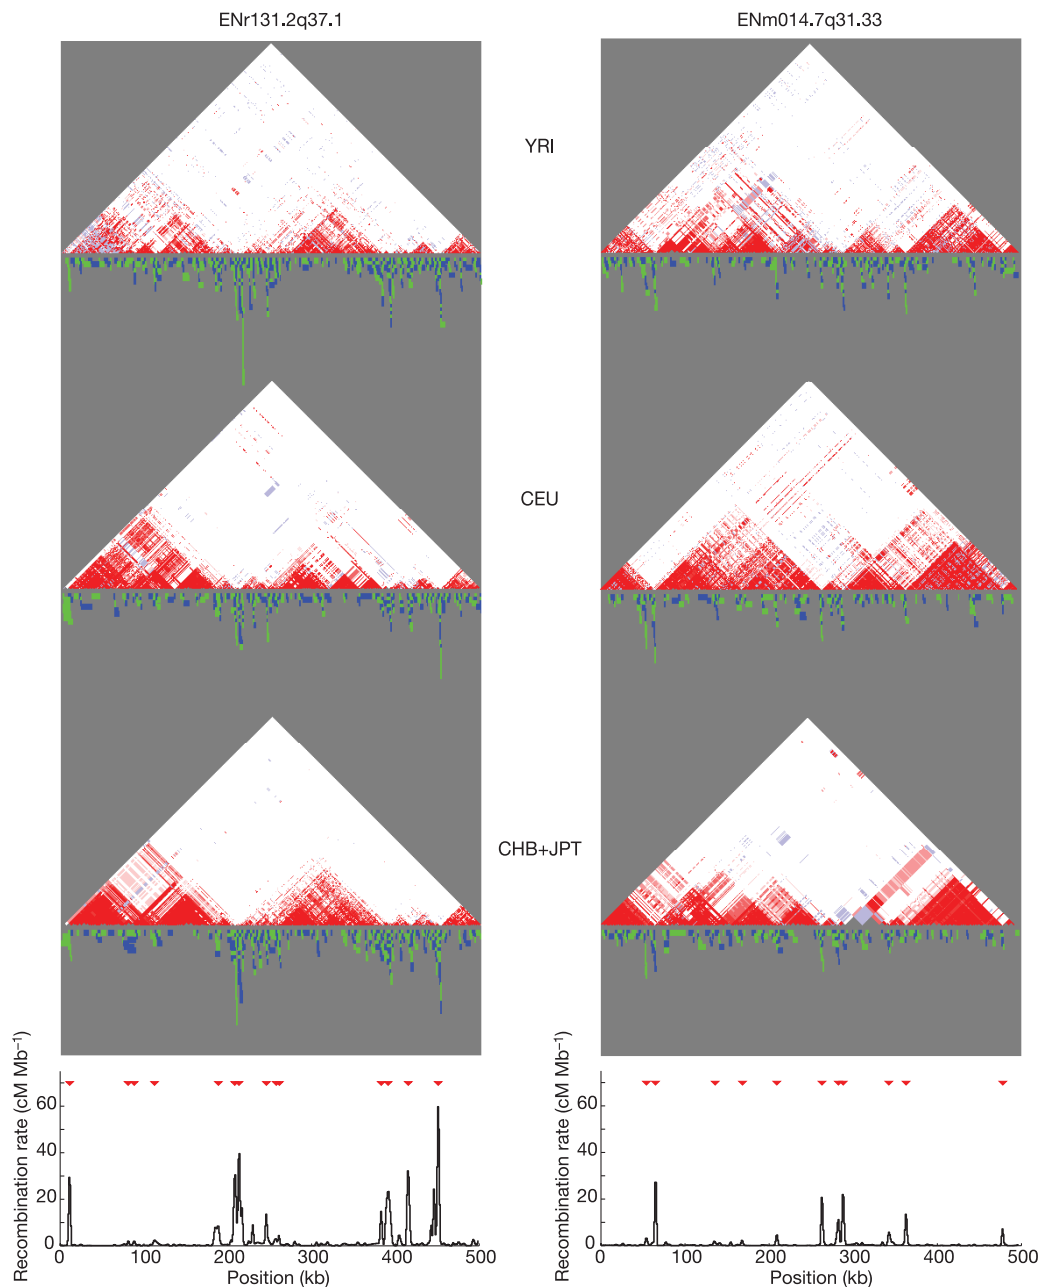 ENr131.2q37.1
ENm014.7q31.33
YRI
CEU
CHB+JPT
Recombination rate (cM Mb⁻¹)
60
40
20
0
0 100 200 300 400 500
Position (kb)
Recombination rate (cM Mb⁻¹)
60
40
20
0
0 100 200 300 400 500
Position (kb)